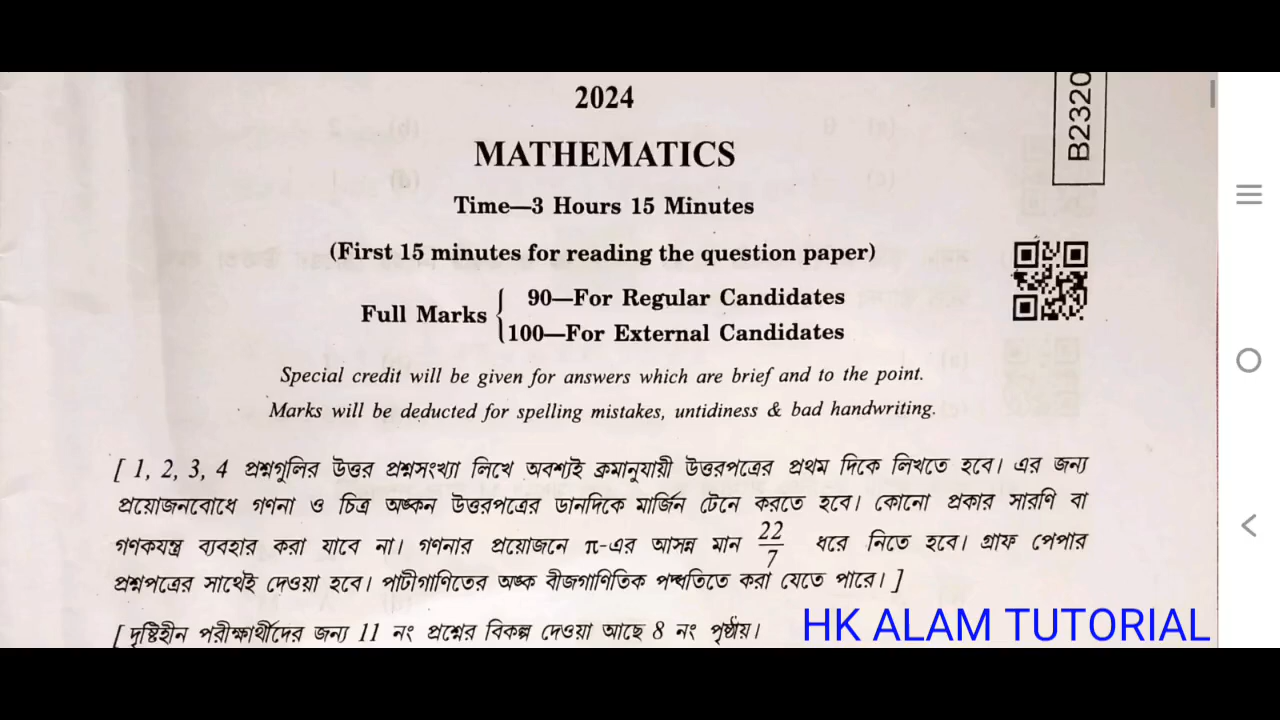 2024
B2320
MATHEMATICS
Time—3 Hours 15 Minutes
(First 15 minutes for reading the question paper)
Full Marks { 90—For Regular Candidates
100—For External Candidates
Special credit will be given for answers which are brief and to the point.
Marks will be deducted for spelling mistakes, untidiness & bad handwriting.
[ 1, 2, 3, 4 প্রশ্নগুলির উত্তর প্রশ্নসংখ্যা লিখে অবশ্যই ক্রমানুযায়ী উত্তরপত্রের প্রথম দিকে লিখতে হবে। এর জন্য
প্রয়োজনবোধে গণনা ও চিত্র অঙ্কন উত্তরপত্রের ডানদিকে মার্জিন টেনে করতে হবে। কোনো প্রকার সারণি বা
গণকযন্ত্র ব্যবহার করা যাবে না। গণনার প্রয়োজনে π-এর আসন্ন মান 22/7 ধরে নিতে হবে। গ্রাফ পেপার
প্রশ্নপত্রের সাথেই দেওয়া হবে। পাটীগাণিতের অঙ্ক বীজগাণিতিক পদ্ধতিতে করা যেতে পারে। ]
[ দৃষ্টিহীন পরীক্ষার্থীদের জন্য 11 নং প্রশ্নের বিকল্প দেওয়া আছে 8 নং পৃষ্ঠায়।
HK ALAM TUTORIAL